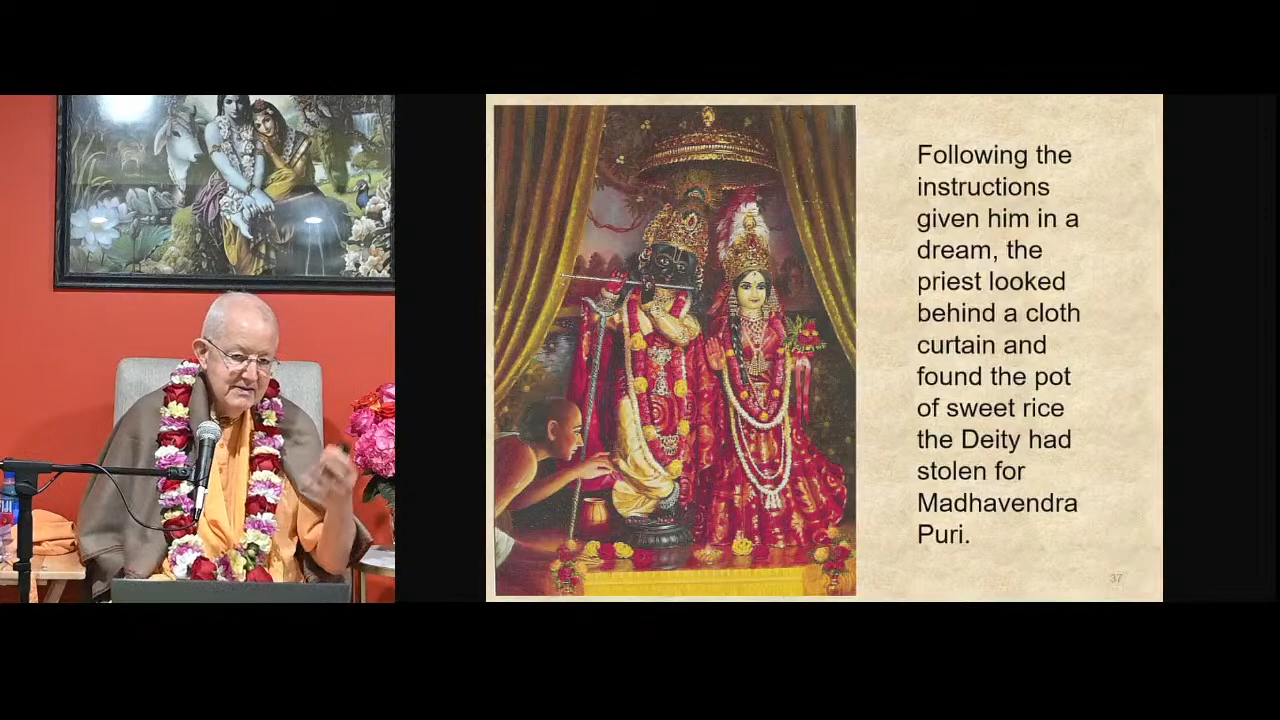 Following the
instructions
given him in a
dream, the
priest looked
behind a cloth
curtain and
found the pot
of sweet rice
the Deity had
stolen for
Madhavendra
Puri.
37